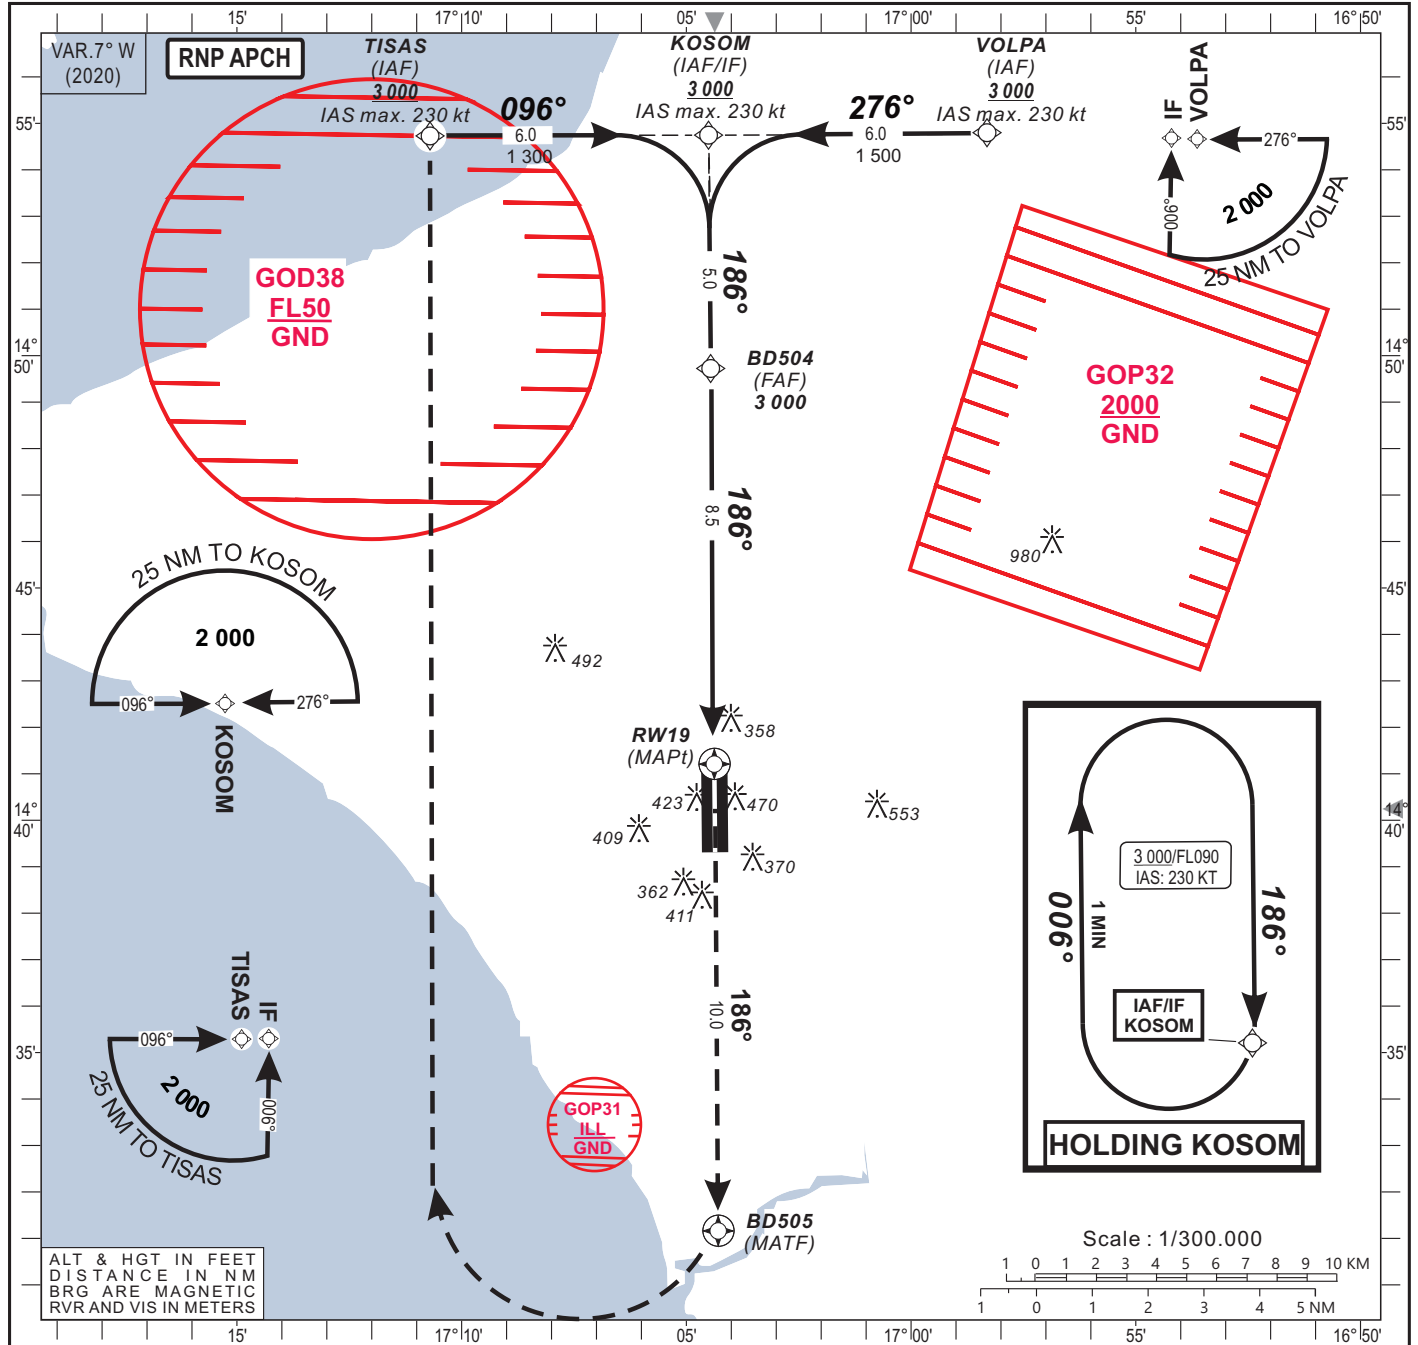 15'
17°10'
05'
17°00'
55'
16°50'
VAR.7° W
(2020)
RNP APCH
TISAS
(IAF)
3 000
IAS max. 230 kt
KOSOM
(IAF/IF)
3 000
IAS max. 230 kt
VOLPA
(IAF)
3 000
IAS max. 230 kt
096°
6.0
1 300
276°
6.0
1 500
IF
VOLPA
276°
006°
2 000
25 NM TO VOLPA
55'
55'
186°
5.0
GOD38
FL50
GND
BD504
(FAF)
3 000
GOP32
2000
GND
14°
50'
14°
50'
186°
8.5
980
45'
45'
25 NM TO KOSOM
2 000
096°
276°
KOSOM
492
358
RW19
(MAPt)
423
470
553
409
370
362
411
14°
40'
14°
40'
3 000/FL090
IAS: 230 KT
006°
1 MIN
186°
IAF/IF
KOSOM
HOLDING KOSOM
TISAS
IF
096°
006°
2 000
25 NM TO TISAS
35'
35'
186°
10.0
GOP31
ILL
GND
BD505
(MATF)
ALT & HGT IN FEET
DISTANCE IN NM
BRG ARE MAGNETIC
RVR AND VIS IN METERS
Scale : 1/300.000
1 0 1 2 3 4 5 6 7 8 9 10 KM
1 0 1 2 3 4 5 NM
15'
17°10'
05'
17°00'
55'
16°50'